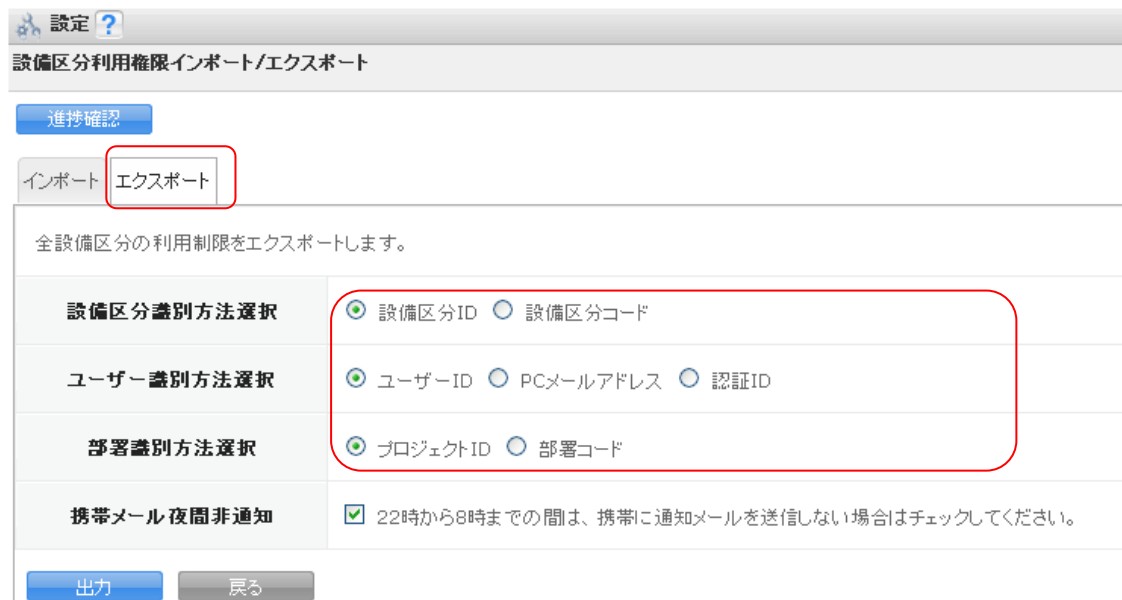 設定 ?
設備区分利用権限インポート/エクスポート
進捗確認
インポート エクスポート
全設備区分の利用制限をエクスポートします。
設備区分識別方法選択 設備区分ID 設備区分コード
ユーザー識別方法選択 ユーザーID PCメールアドレス 認証ID
部署識別方法選択 プロジェクトID 部署コード
携帯メール夜間非通知 22時から8時までの間は、携帯に通知メールを送信しない場合はチェックしてください。
出力 戻る